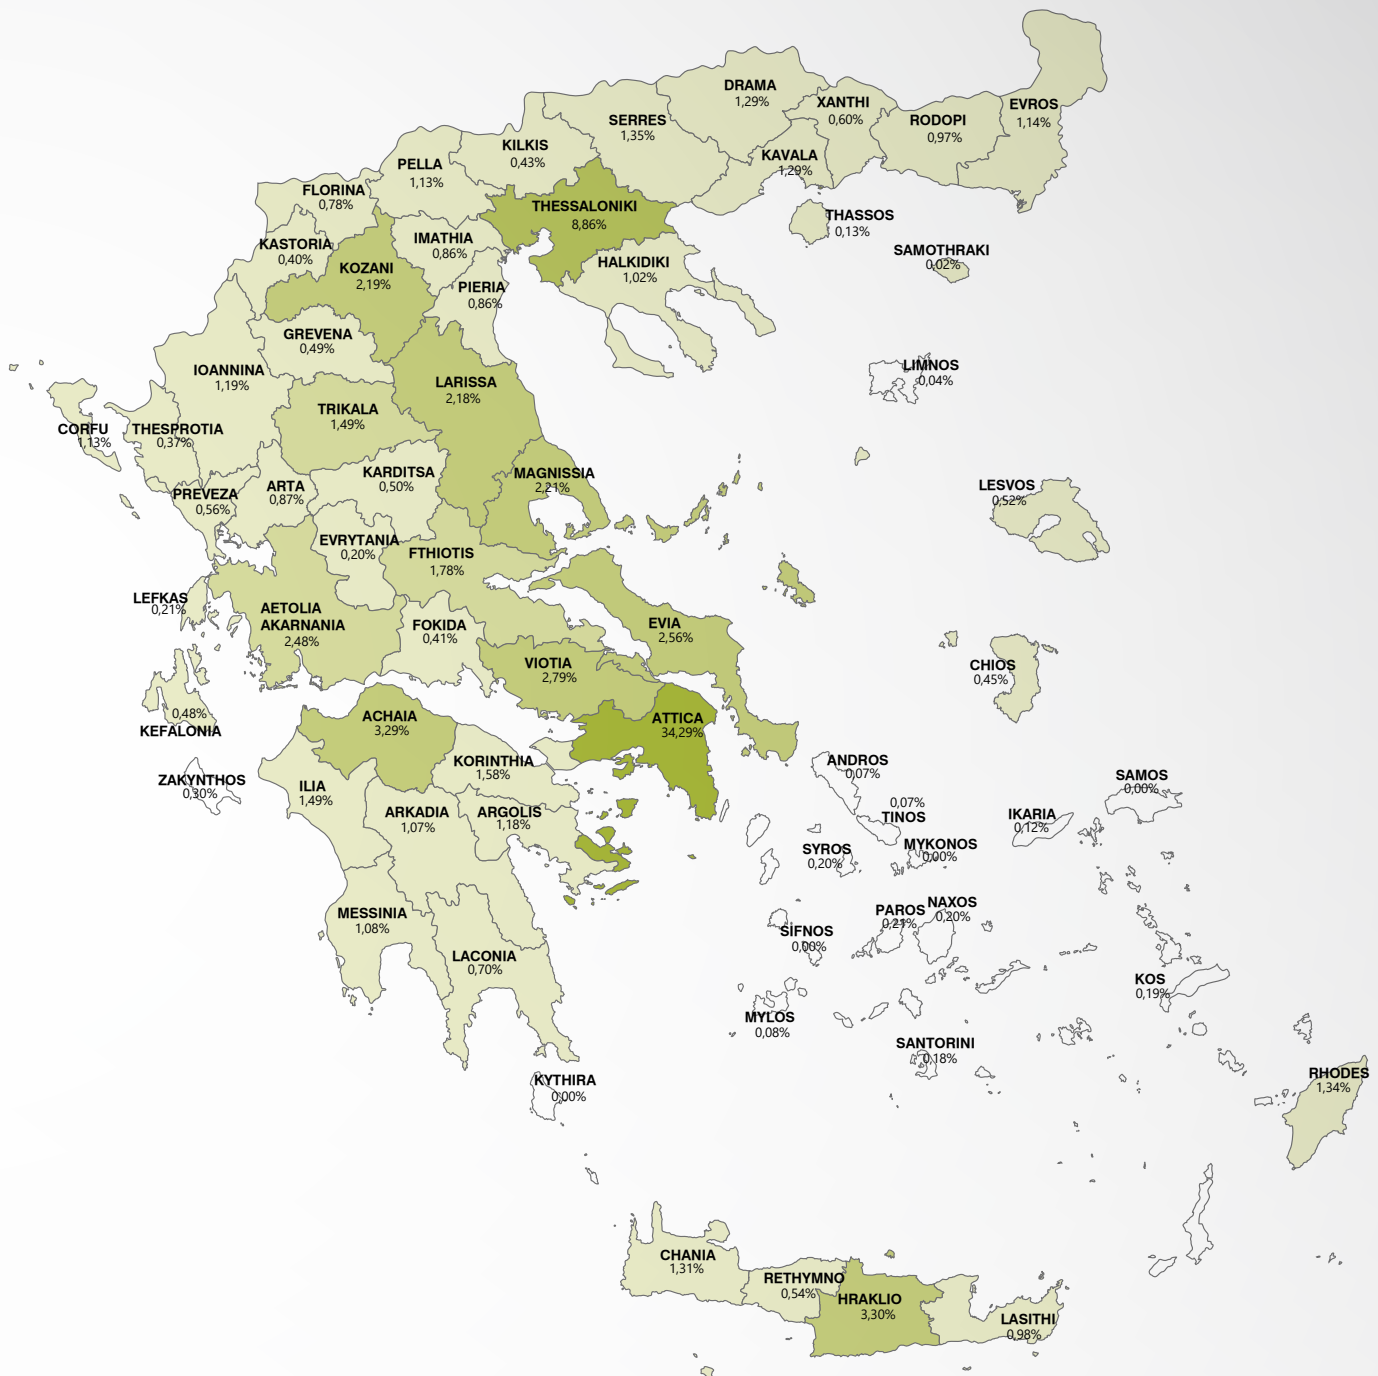 DRAMA
1,29%
XANTHI
0,60%
EVROS
1,14%
SERRES
1,35%
RODOPI
0,97%
KILKIS
0,43%
KAVALA
1,29%
PELLA
1,13%
FLORINA
0,78%
THESSALONIKI
8,86%
THASSOS
0,13%
KASTORIA
0,40%
IMATHIA
0,86%
SAMOTHRAKI
0,02%
KOZANI
2,19%
HALKIDIKI
1,02%
PIERIA
0,86%
GREVENA
0,49%
IOANNINA
1,19%
LIMNOS
0,04%
LARISSA
2,18%
TRIKALA
1,49%
CORFU
1,13%
THESPROTIA
0,37%
KARDITSA
0,50%
MAGNISSIA
2,21%
ARTA
0,87%
PREVEZA
0,56%
LESVOS
0,52%
EVRYTANIA
0,20%
FTHIOTIS
1,78%
LEFKAS
0,21%
AETOLIA
AKARNANIA
2,48%
FOKIDA
0,41%
EVIA
2,56%
VIOTIA
2,79%
CHIOS
0,45%
0,48%
KEFALONIA
ACHAIA
3,29%
ATTICA
34,29%
KORINTHIA
1,58%
ANDROS
0,07%
ZAKYNTHOS
0,30%
ILIA
1,49%
SAMOS
0,00%
ARKADIA
1,07%
ARGOLIS
1,18%
0,07%
TINOS
IKARIA
0,12%
SYROS
0,20%
MYKONOS
0,00%
MESSINIA
1,08%
PAROS
0,21%
NAXOS
0,20%
SIFNOS
0,00%
LACONIA
0,70%
KOS
0,19%
MYLOS
0,08%
SANTORINI
0,18%
KYTHIRA
0,00%
RHODES
1,34%
CHANIA
1,31%
RETHYMNO
0,54%
HRAKLIO
3,30%
LASITHI
0,98%